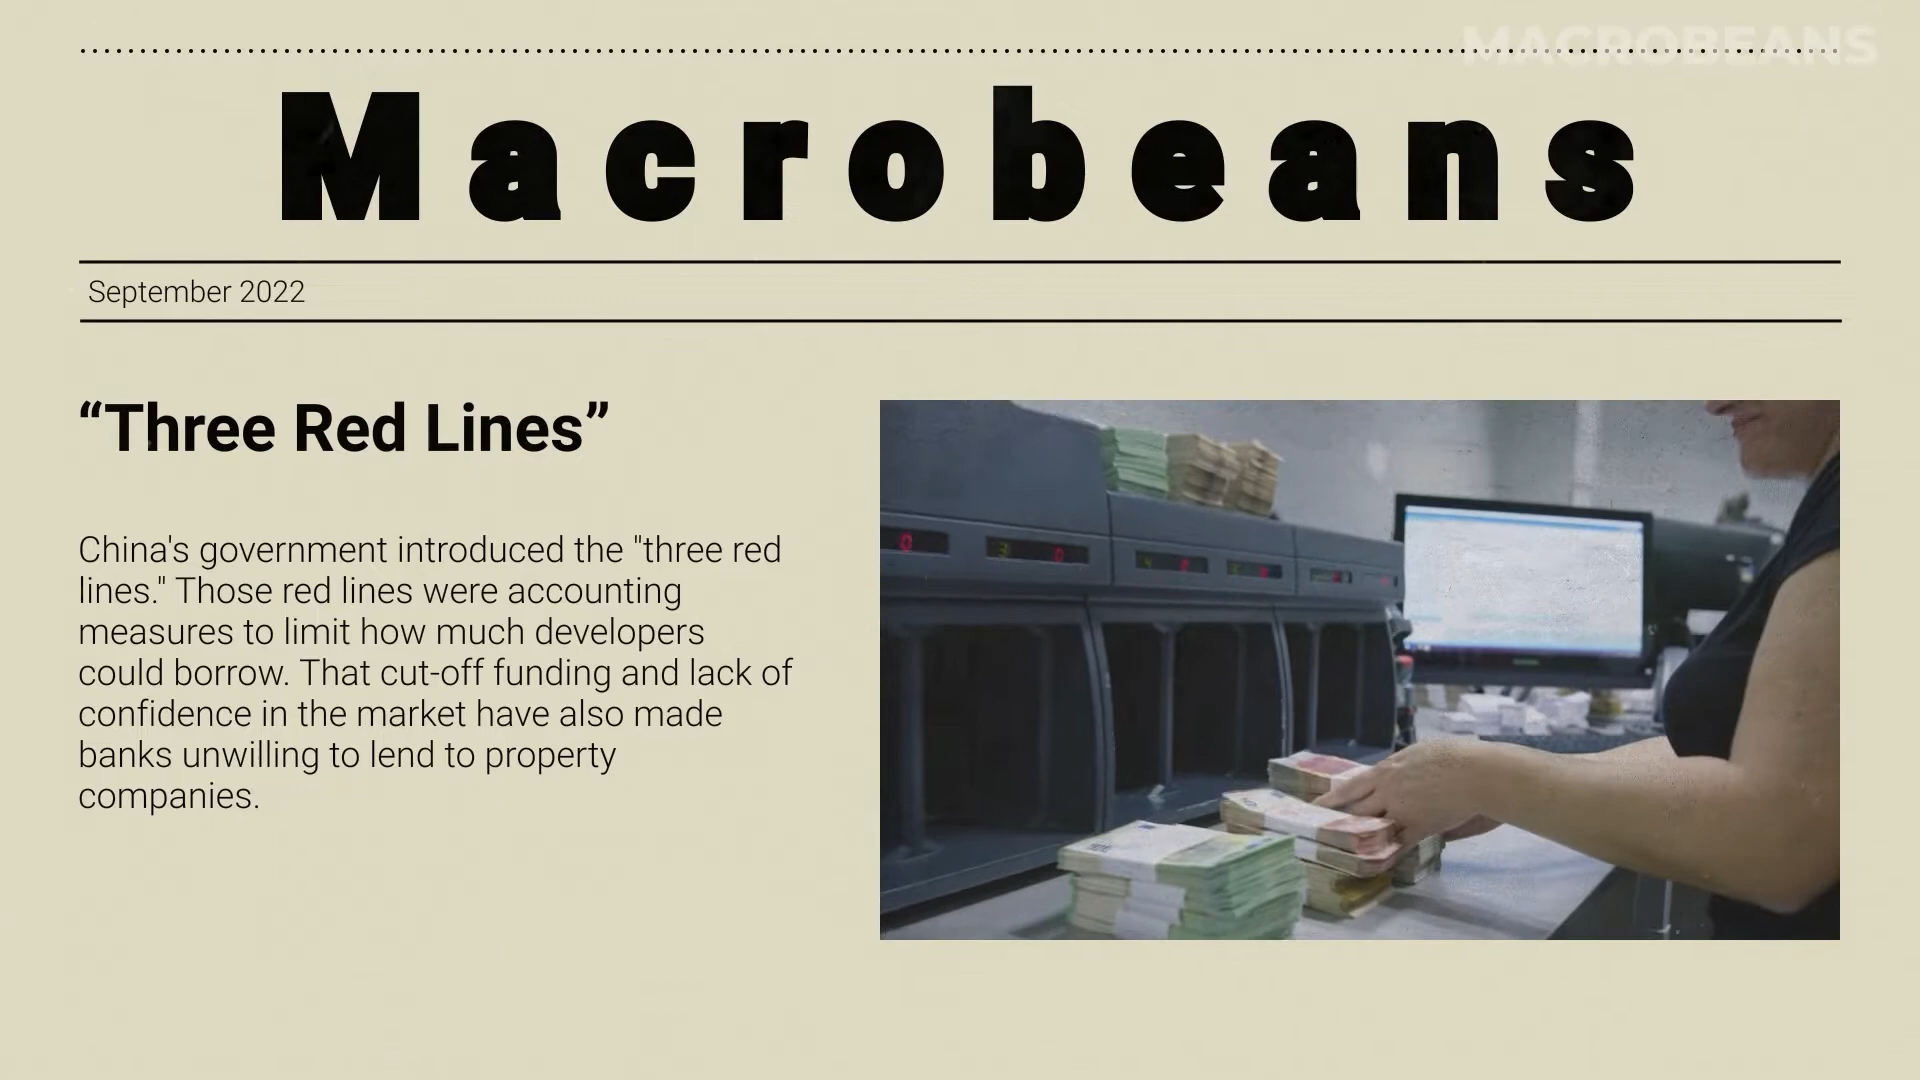 MACROBEANS
Macrobeans
September 2022
“Three Red Lines”
China's government introduced the "three red
lines." Those red lines were accounting
measures to limit how much developers
could borrow. That cut-off funding and lack of
confidence in the market have also made
banks unwilling to lend to property
companies.